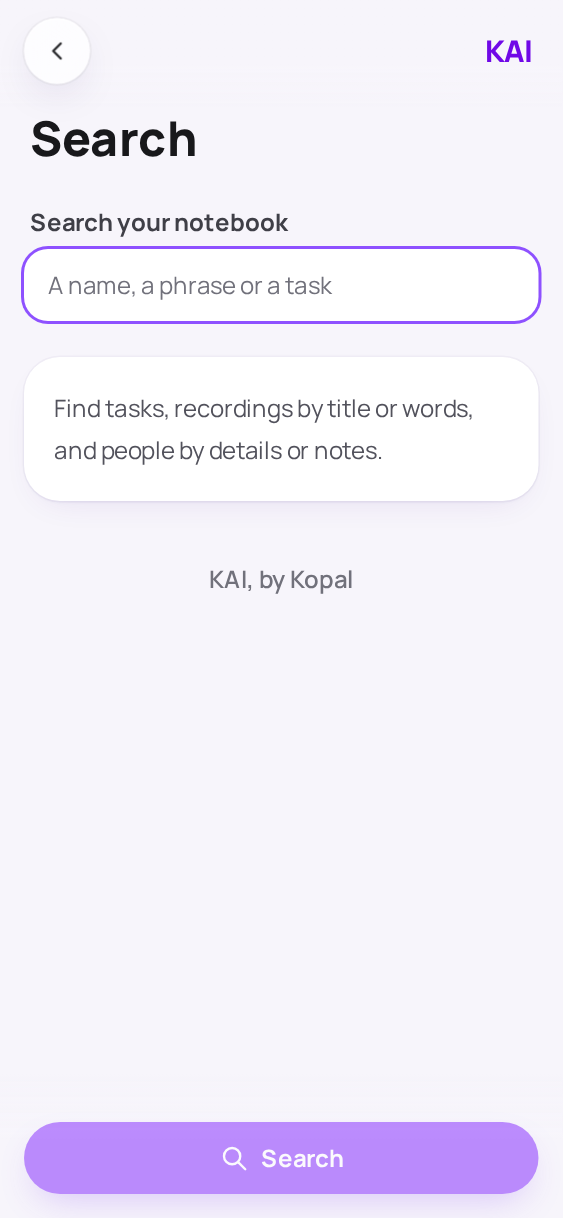 KAI
Search
Search your notebook
A name, a phrase or a task
Find tasks, recordings by title or words,
and people by details or notes.
KAI, by Kopal
Search